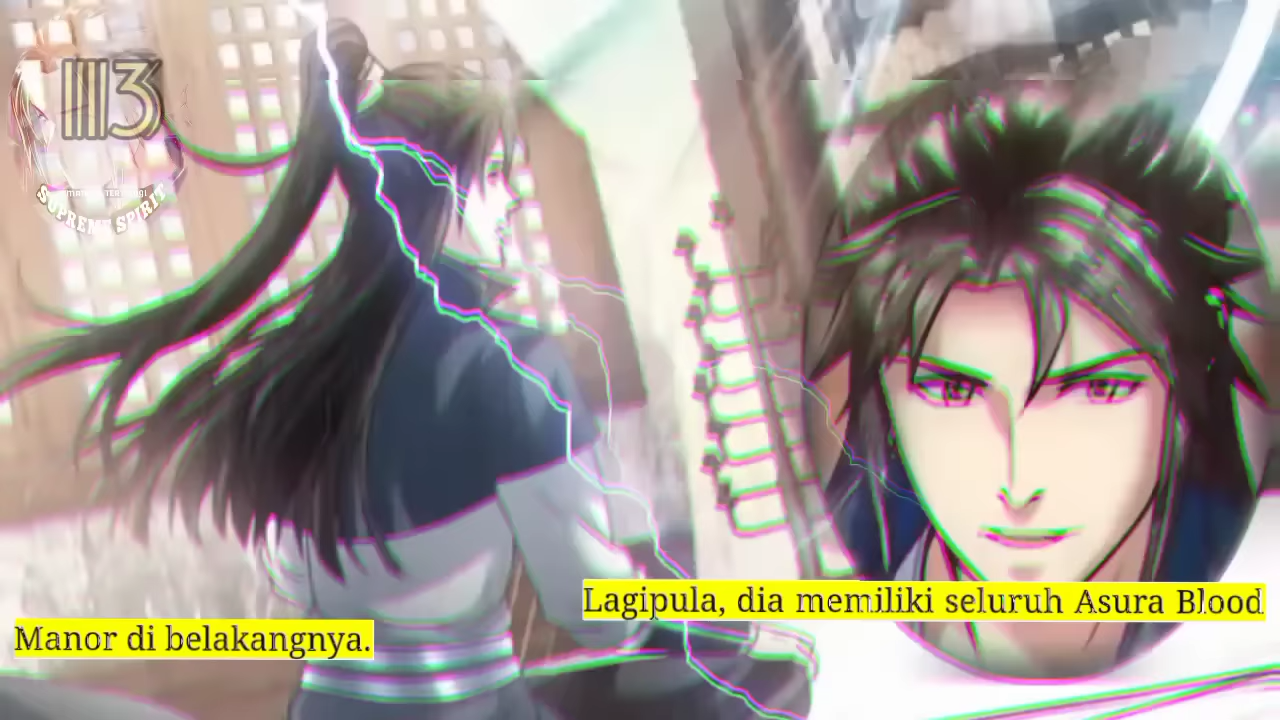 113
SUPREME SPIRIT
Lagipula, dia memiliki seluruh Asura Blood
Manor di belakangnya.